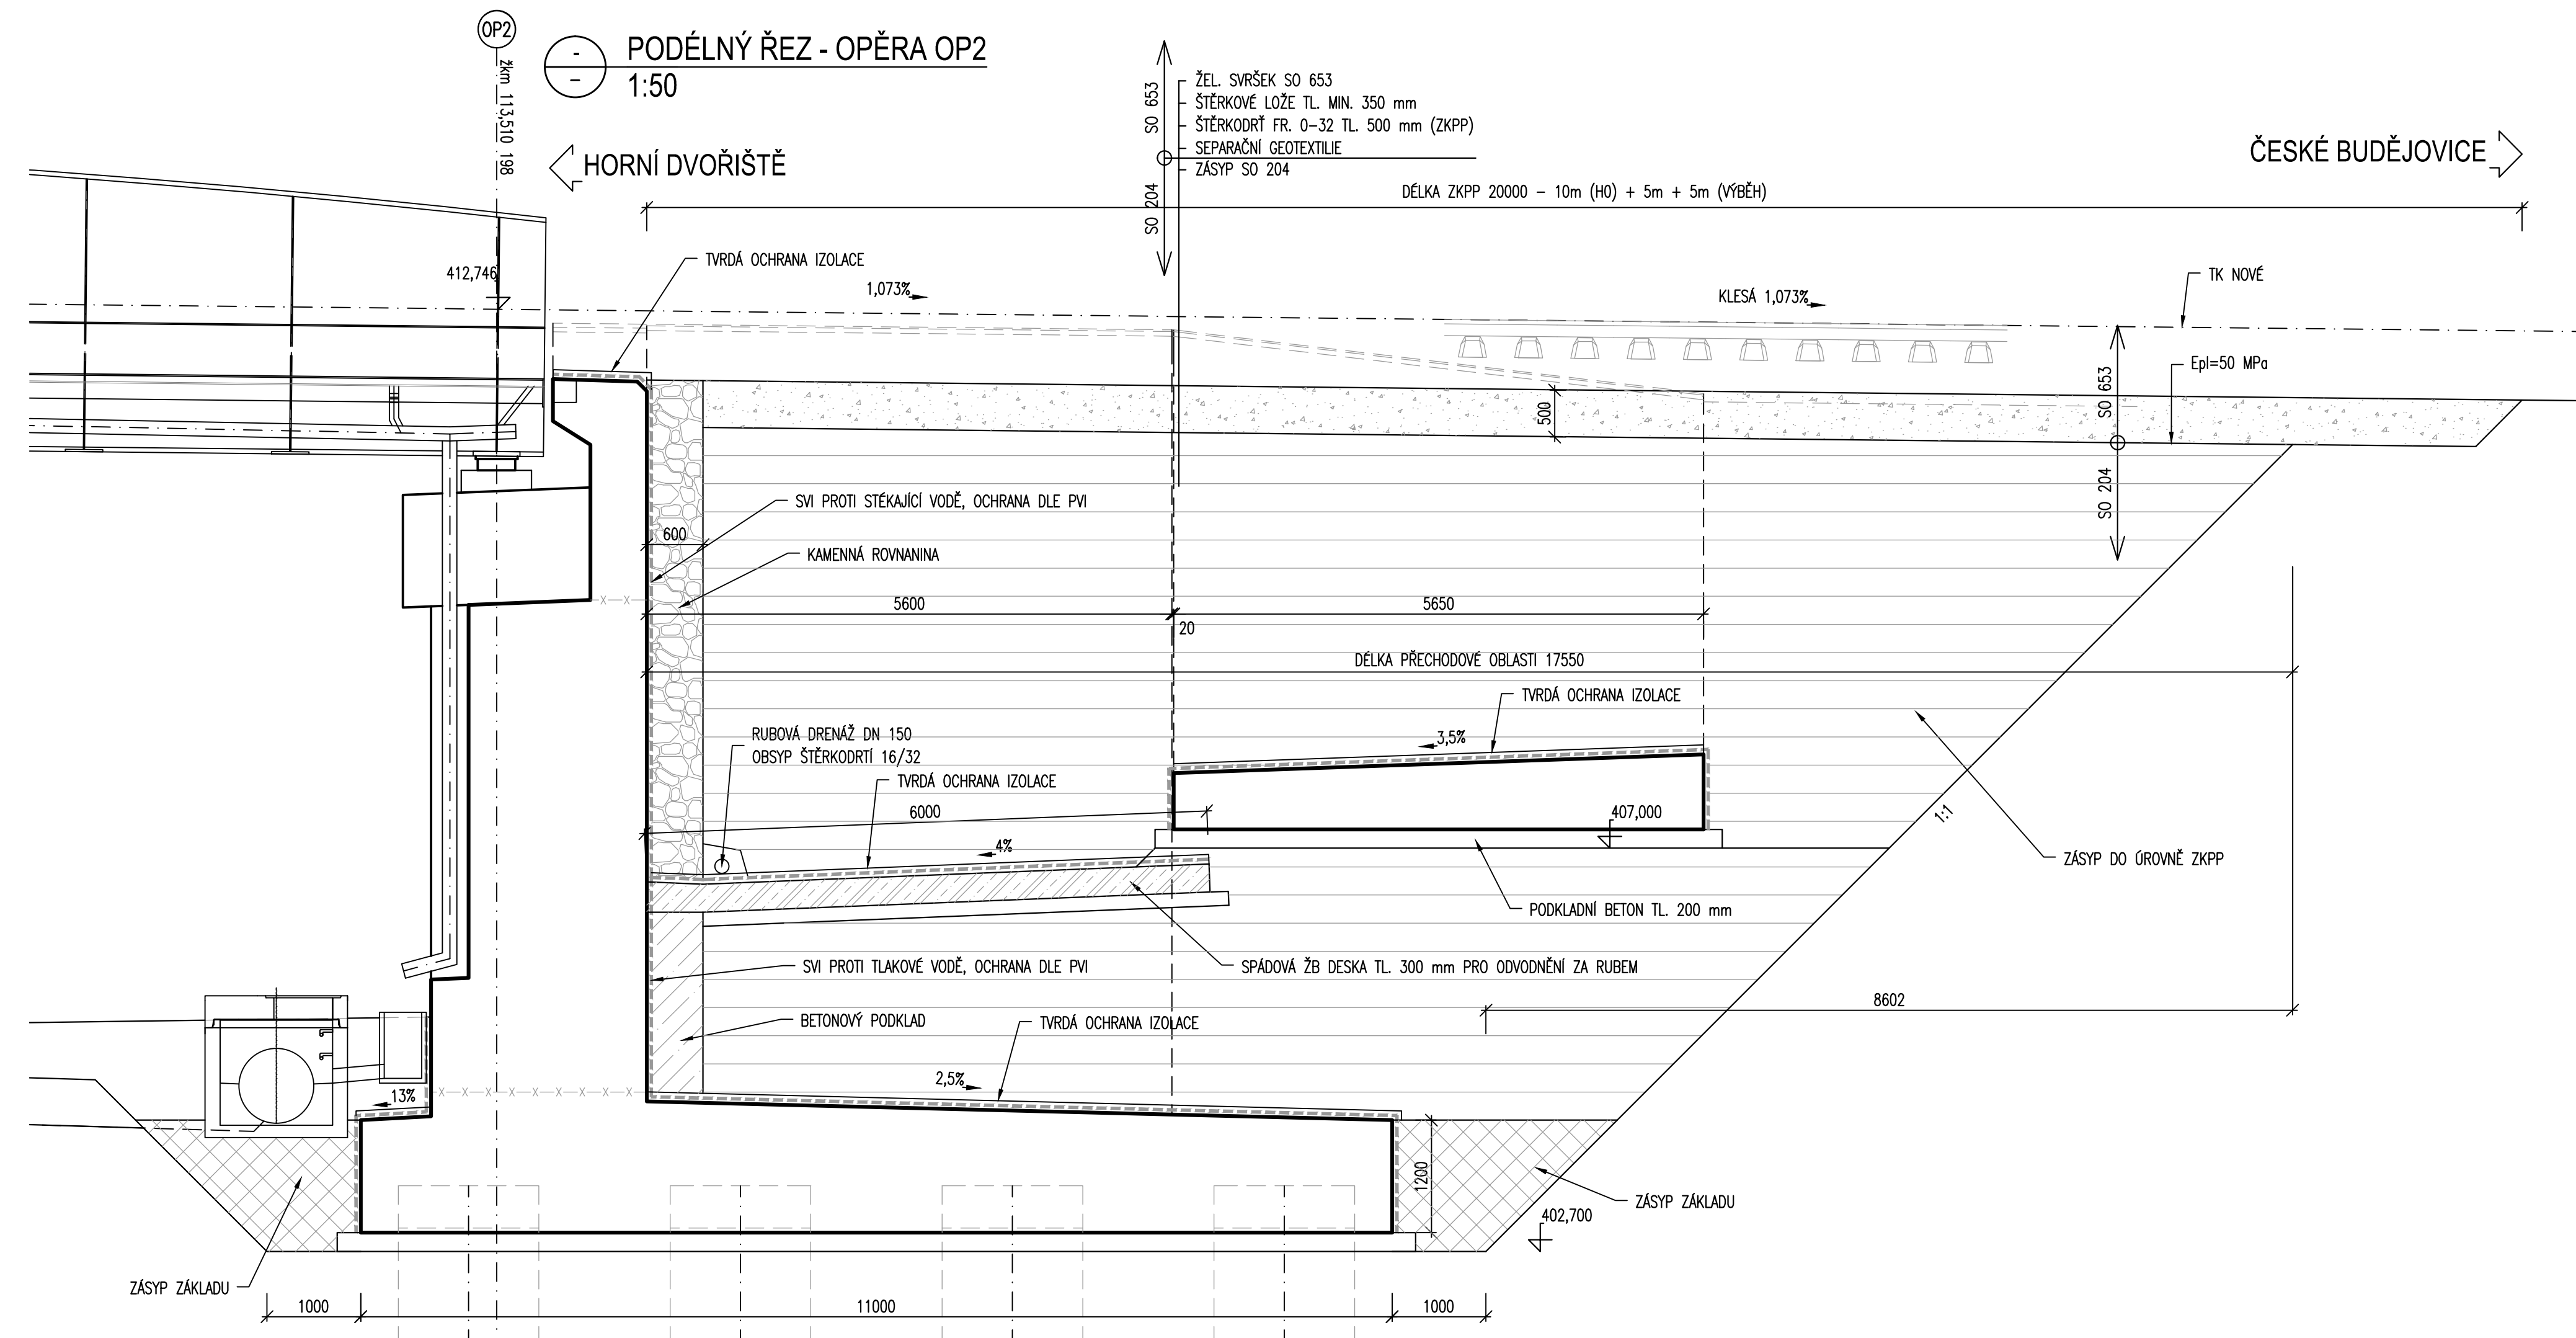 OP2
žkm 113,510 198
-
-
PODÉLNÝ ŘEZ - OPĚRA OP2
1:50
HORNÍ DVOŘIŠTĚ
ČESKÉ BUDĚJOVICE
SO 653
SO 204
ŽEL. SVRŠEK SO 653
ŠTĚRKOVÉ LOŽE TL. MIN. 350 mm
ŠTĚRKODRŤ FR. 0-32 TL. 500 mm (ZKPP)
SEPARAČNÍ GEOTEXTILIE
ZÁSYP SO 204
DÉLKA ZKPP 20000 - 10m (H0) + 5m + 5m (VÝBĚH)
TVRDÁ OCHRANA IZOLACE
412,746
1,073%
KLESÁ 1,073%
TK NOVÉ
Epl=50 MPa
SO 653
SO 204
500
SVI PROTI STÉKAJÍCÍ VODĚ, OCHRANA DLE PVI
600
KAMENNÁ ROVNANINA
5600
20
5650
DÉLKA PŘECHODOVÉ OBLASTI 17550
TVRDÁ OCHRANA IZOLACE
3,5%
RUBOVÁ DRENÁŽ DN 150
OBSYP ŠTĚRKODRTÍ 16/32
TVRDÁ OCHRANA IZOLACE
6000
4%
407,000
1:1
ZÁSYP DO ÚROVNĚ ZKPP
PODKLADNÍ BETON TL. 200 mm
SVI PROTI TLAKOVÉ VODĚ, OCHRANA DLE PVI
SPÁDOVÁ ŽB DESKA TL. 300 mm PRO ODVODNĚNÍ ZA RUBEM
8602
BETONOVÝ PODKLAD
TVRDÁ OCHRANA IZOLACE
2,5%
13%
1200
ZÁSYP ZÁKLADU
402,700
ZÁSYP ZÁKLADU
1000
11000
1000